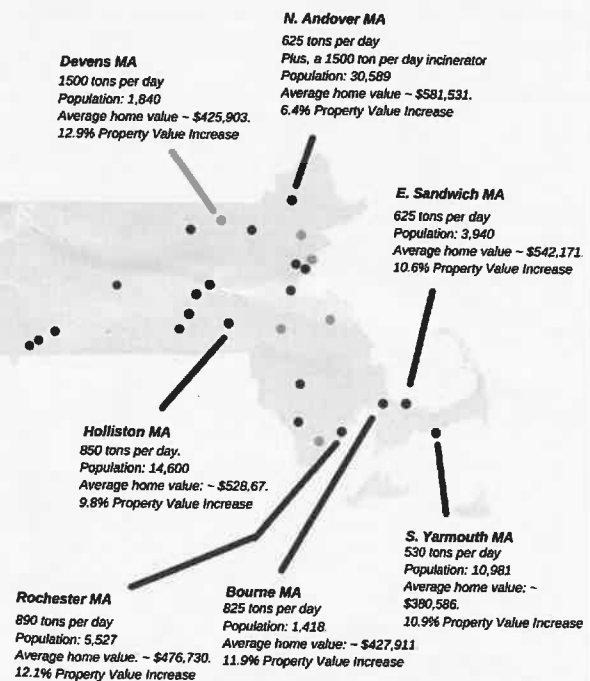 N. Andover MA
625 tons per day
Plus, a 1500 ton per day incinerator
Population: 30,589
Average home value ~ $581,531.
6.4% Property Value Increase
Devens MA
1500 tons per day
Population: 1,840
Average home value ~ $425,903.
12.9% Property Value Increase
E. Sandwich MA
625 tons per day
Population: 3,940
Average home value ~ $542,171.
10.6% Property Value Increase
Holliston MA
850 tons per day.
Population: 14,600
Average home value: ~ $528,67.
9.8% Property Value Increase
S. Yarmouth MA
530 tons per day
Population: 10,981
Average home value: ~
$380,586.
10.9% Property Value Increase
Rochester MA
890 tons per day
Population: 5,527
Average home value. ~ $476,730.
12.1% Property Value Increase
Bourne MA
825 tons per day
Population: 1,418.
Average home value: ~ $427,911
11.9% Property Value Increase